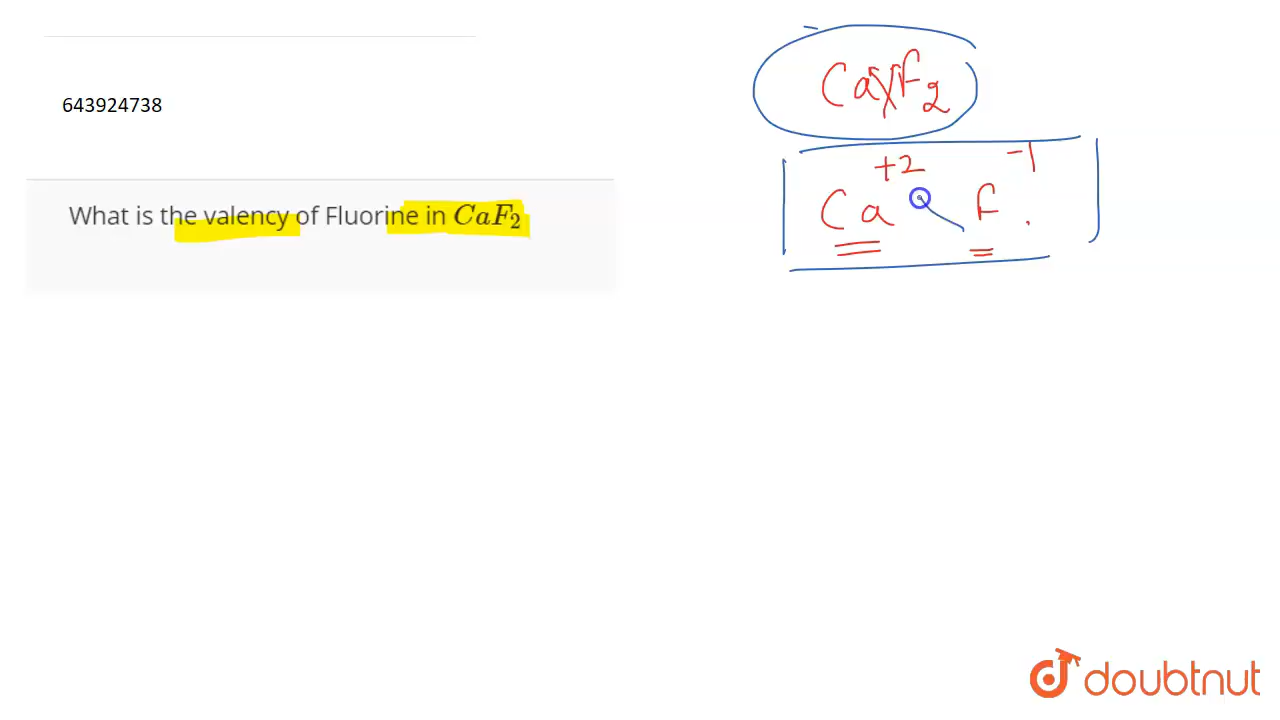 643924738
What is the valency of Fluorine in CaF₂
CaF₂
+2 -1
Ca F
doubtnut